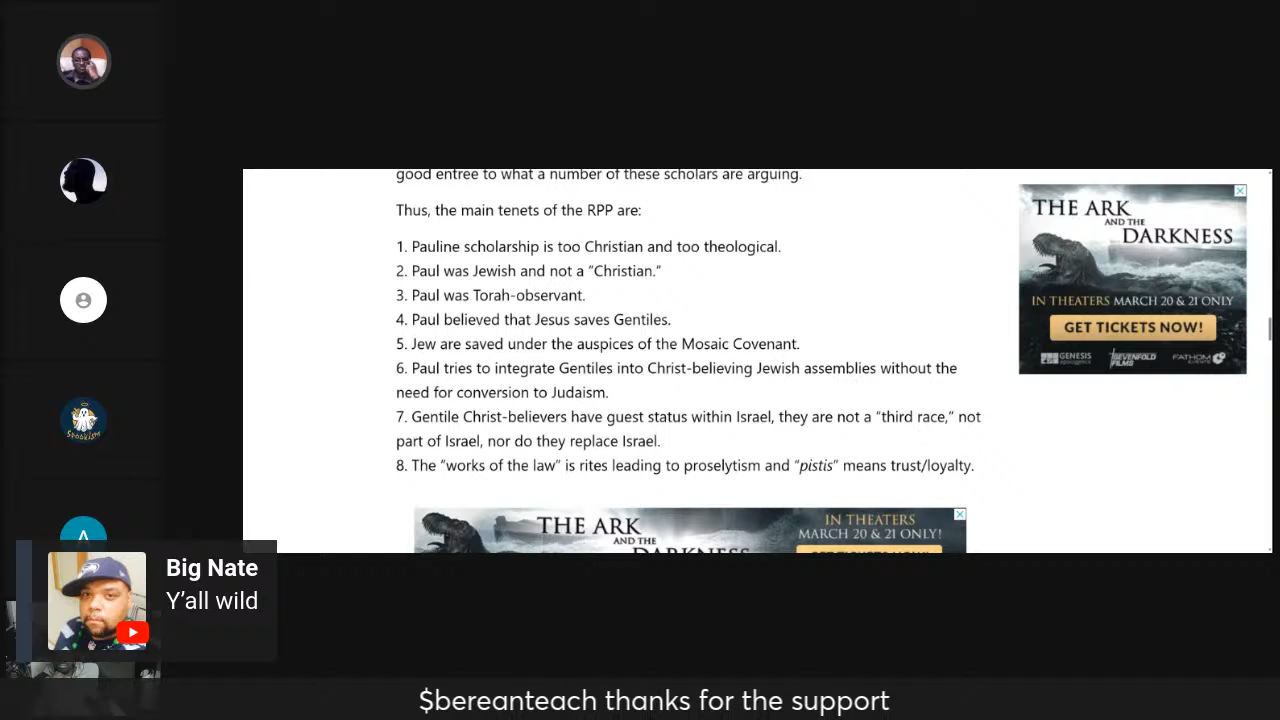 good entree to what a number of these scholars are arguing.
Thus, the main tenets of the RPP are:
1. Pauline scholarship is too Christian and too theological.
2. Paul was Jewish and not a “Christian.”
3. Paul was Torah-observant.
4. Paul believed that Jesus saves Gentiles.
5. Jew are saved under the auspices of the Mosaic Covenant.
6. Paul tries to integrate Gentiles into Christ-believing Jewish assemblies without the
need for conversion to Judaism.
7. Gentile Christ-believers have guest status within Israel, they are not a “third race,” not
part of Israel, nor do they replace Israel.
8. The “works of the law” is rites leading to proselytism and “pistis” means trust/loyalty.
THE ARK
AND THE
DARKNESS
IN THEATERS MARCH 20 & 21 ONLY
GET TICKETS NOW!
GENESIS
SEVENFOLD
FILMS
FATHOM
THE ARK
AND THE
DARKNESS
IN THEATERS
MARCH 20 & 21 ONLY!
GET TICKETS NOW!
Spookism
A
Big Nate
Y’all wild
$bereanteach thanks for the support